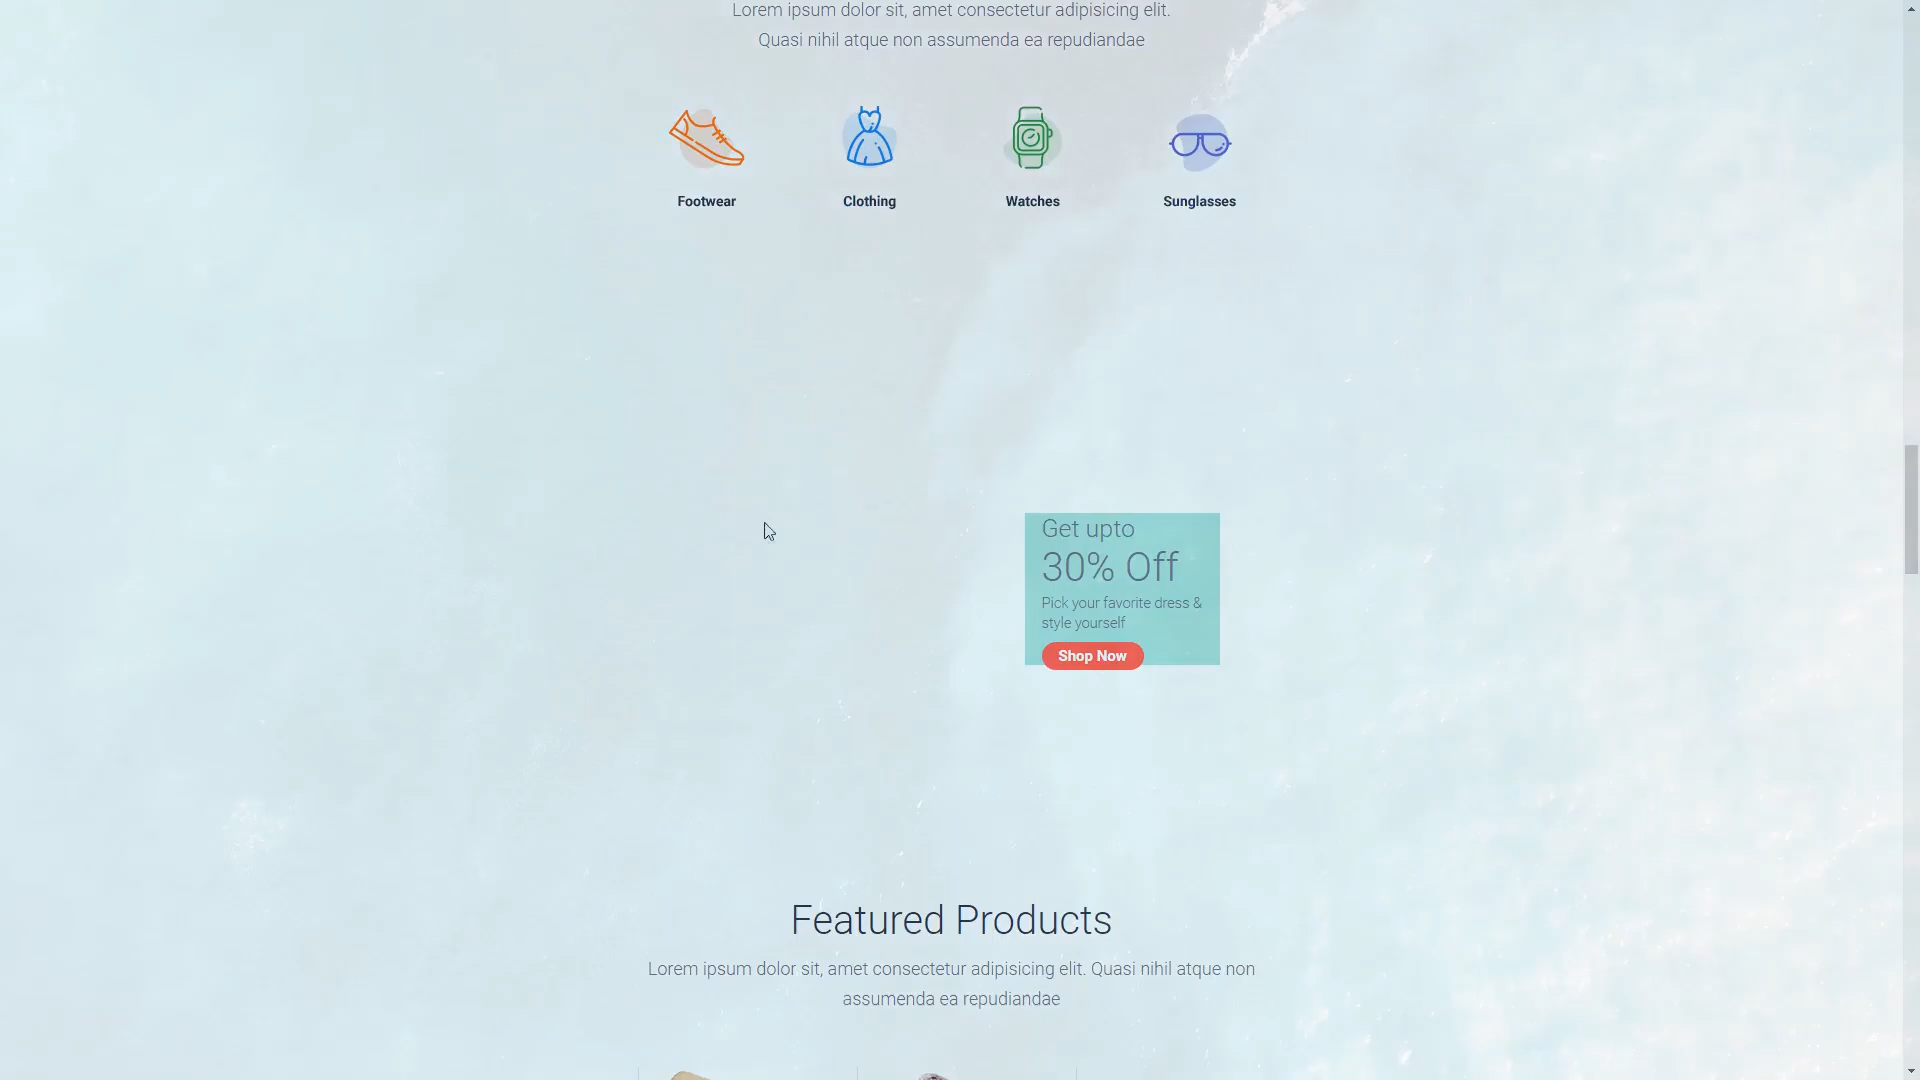 Lorem ipsum dolor sit, amet consectetur adipisicing elit.
Quasi nihil atque non assumenda ea repudiandae
Footwear
Clothing
Watches
Sunglasses
Get upto
30% Off
Pick your favorite dress &
style yourself
Shop Now
Featured Products
Lorem ipsum dolor sit, amet consectetur adipisicing elit. Quasi nihil atque non
assumenda ea repudiandae